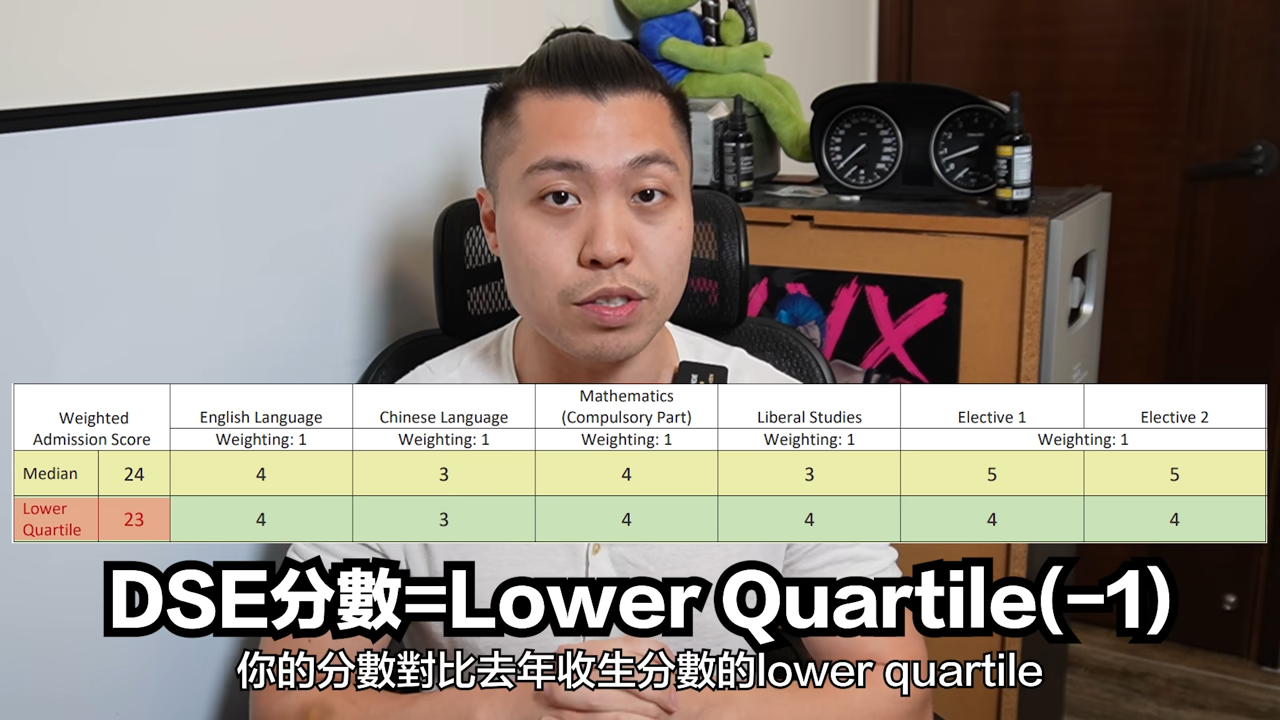 Weighted Admission Score
English Language
Chinese Language
Mathematics (Compulsory Part)
Liberal Studies
Elective 1
Elective 2
Weighting: 1
Weighting: 1
Weighting: 1
Weighting: 1
Weighting: 1
Median 24 4 3 4 3 5 5
Lower Quartile 23 4 3 4 4 4 4
DSE分數=Lower Quartile(-1)
你的分數對比去年收生分數的lower quartile